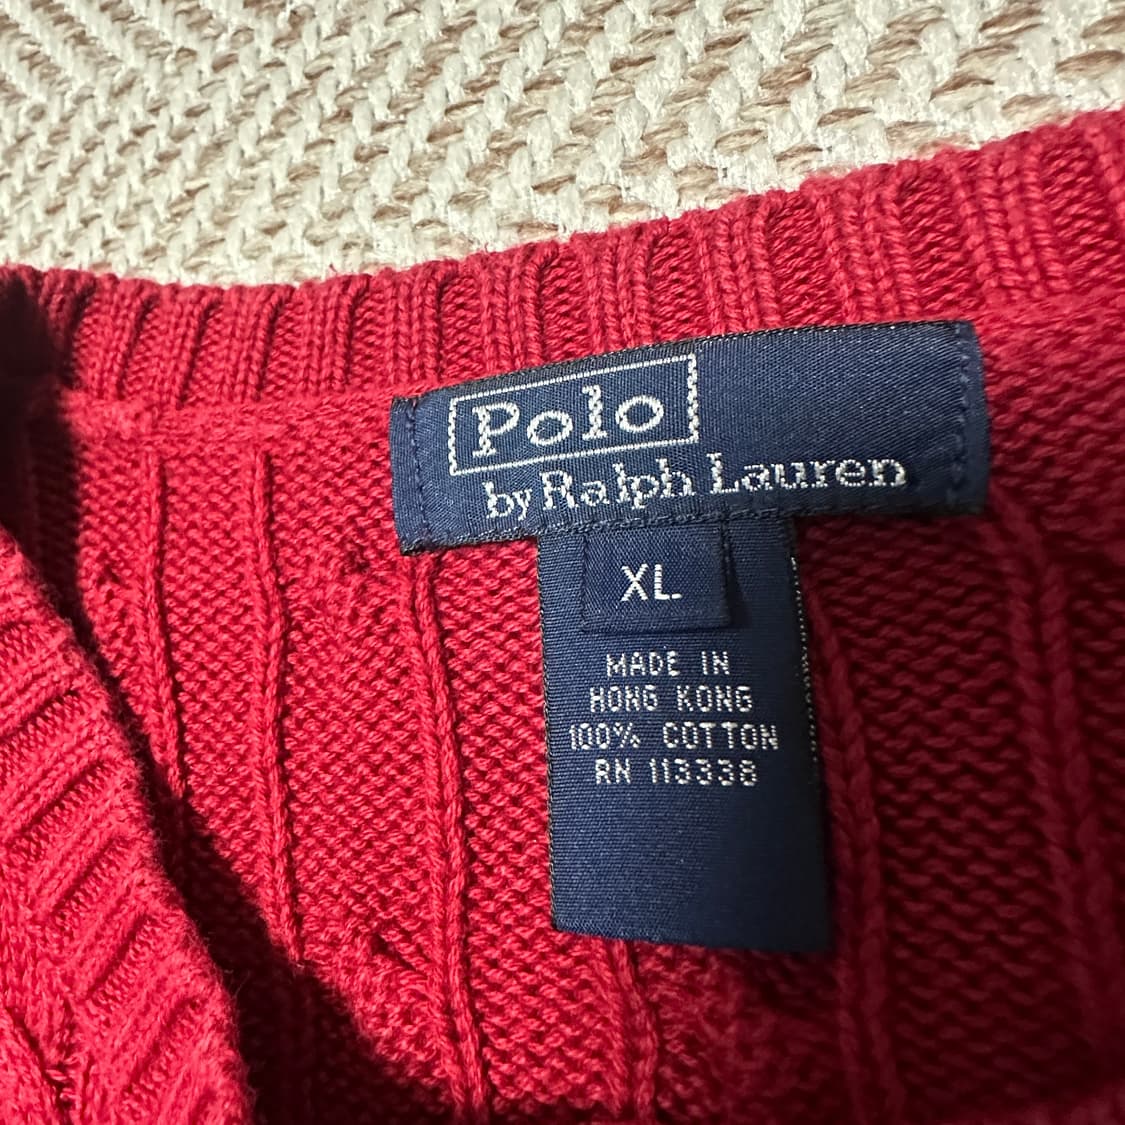 Polo
by Ralph Lauren
XL
MADE IN
HONG KONG
100% COTTON
RN 113338